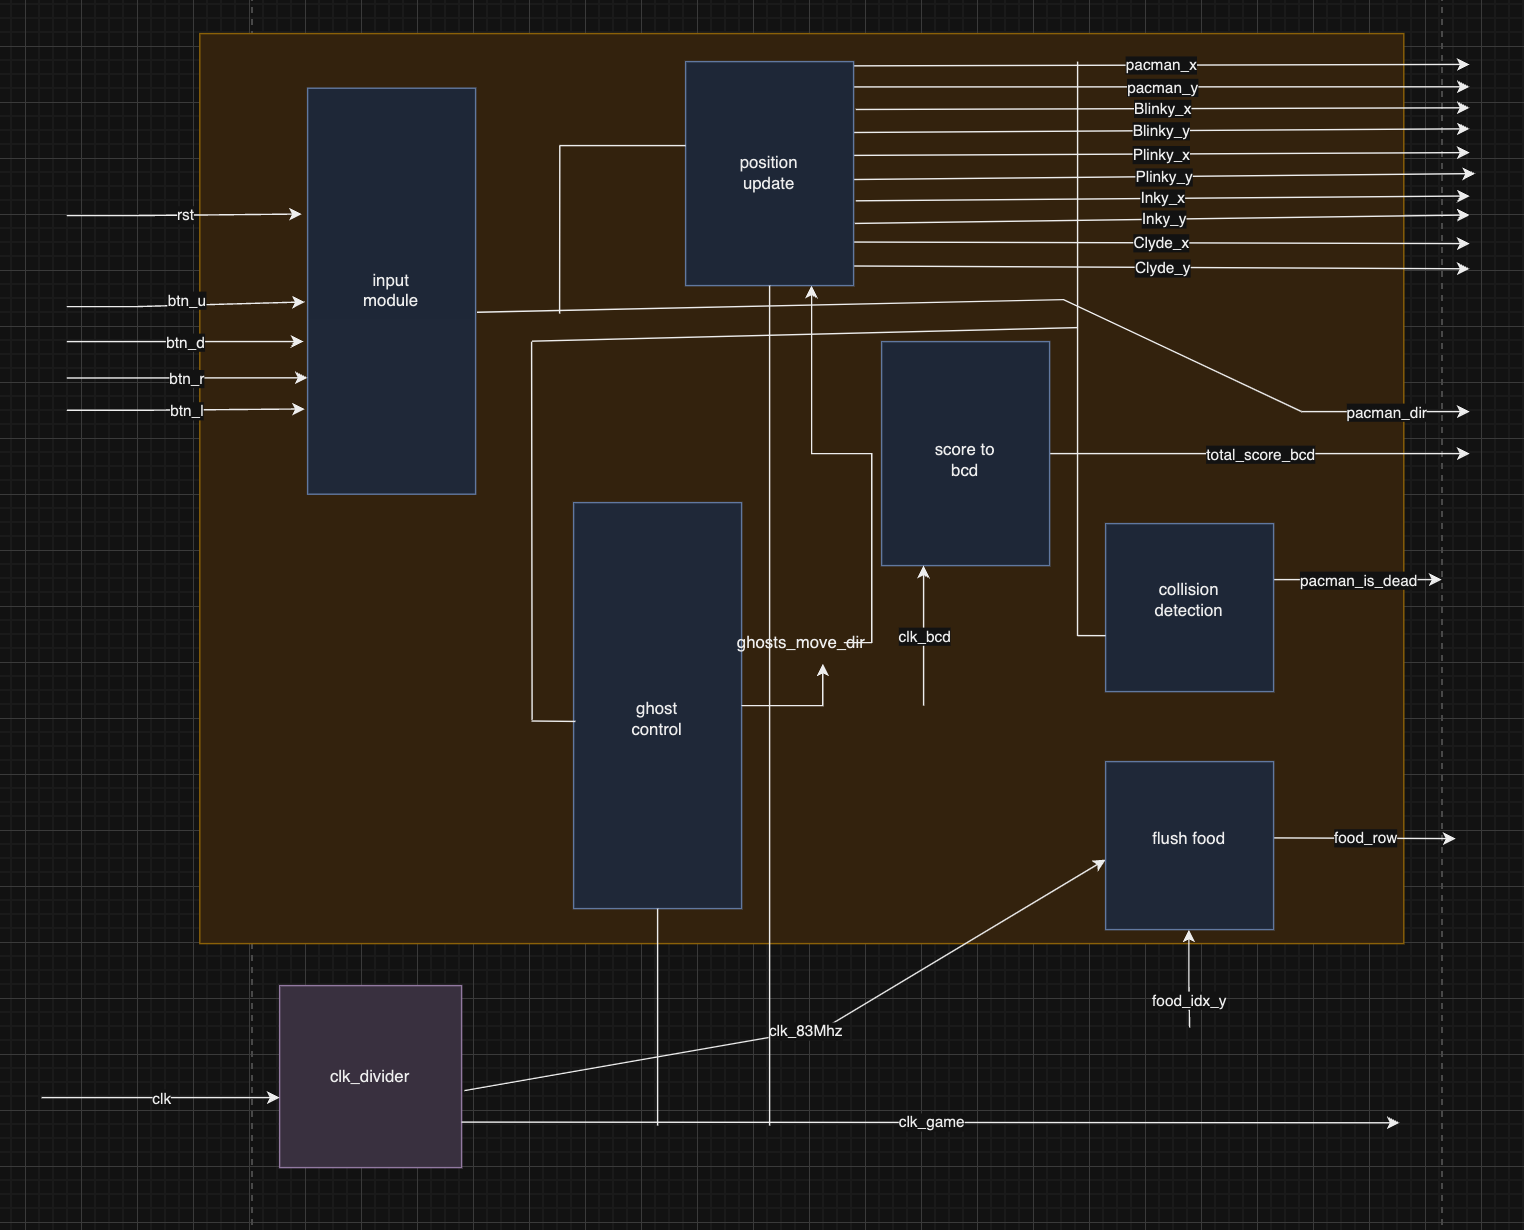 pacman_x
pacman_y
Blinky_x
Blinky_y
Plinky_x
Plinky_y
Inky_x
Inky_y
Clyde_x
Clyde_y
position
update
rst
input
module
btn_u
btn_d
btn_r
btn_l
pacman_dir
score to
bcd
total_score_bcd
collision
detection
pacman_is_dead
ghosts_move_dir
clk_bcd
ghost
control
flush food
food_row
food_idx_y
clk_83Mhz
clk_divider
clk
clk_game